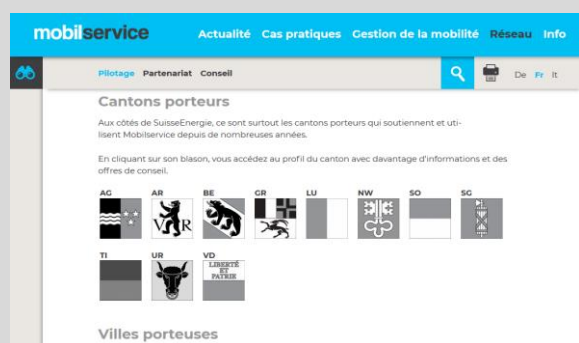 mobilservice
Actualité Cas pratiques Gestion de la mobilité Réseau Info
Pilotage Partenariat Conseil
De Fr It
Cantons porteurs
Aux côtés de SuisseEnergie, ce sont surtout les cantons porteurs qui soutiennent et uti-
lisent Mobilservice depuis de nombreuses années.
En cliquant sur son blason, vous accédez au profil du canton avec davantage d'informations et des
offres de conseil.
AG AR BE GR LU NW SO SG
V R
TI UR VD
LIBERTÉ
ET
PATRIE
Villes porteuses